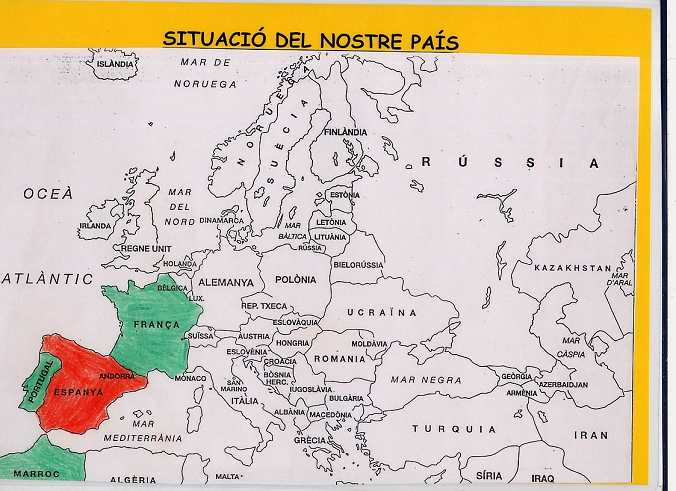 SITUACIÓ DEL NOSTRE PAÍS
ISLÀNDIA
MAR DE
NORUEGA
NORUEGA
SUÈCIA
FINLÀNDIA
RÚSSIA
OCEÀ
ATLÀNTIC
MAR
DEL
NORD
IRLANDA
REGNE UNIT
DINAMARCA
MAR
BÀLTICA
ESTÒNIA
LETÒNIA
LITUÀNIA
RÚSSIA
BIELORÚSSIA
HOLANDA
BÈLGICA
LUX.
ALEMANYA
POLÒNIA
REP. TXECA
UCRAÏNA
KAZAKHSTAN
MAR
D'ARAL
FRANÇA
SUÏSSA
ÀUSTRIA
ESLOVÀQUIA
HONGRIA
MOLDÀVIA
ESLOVÈNIA
CROÀCIA
ROMANIA
BÒSNIA
HERC.
IUGOSLÀVIA
BULGÀRIA
MAR NEGRA
GEÒRGIA
ARMÈNIA
AZERBAIDJAN
MAR
CÀSPIA
PORTUGAL
ESPANYA
ANDORRA
MÒNACO
SAN
MARINO
ITÀLIA
ALBÀNIA
MACEDÒNIA
GRÈCIA
TURQUIA
IRAN
MAR
MEDITERRÀNIA
MARROC
ALGÈRIA
MALTA
SÍRIA
IRAQ